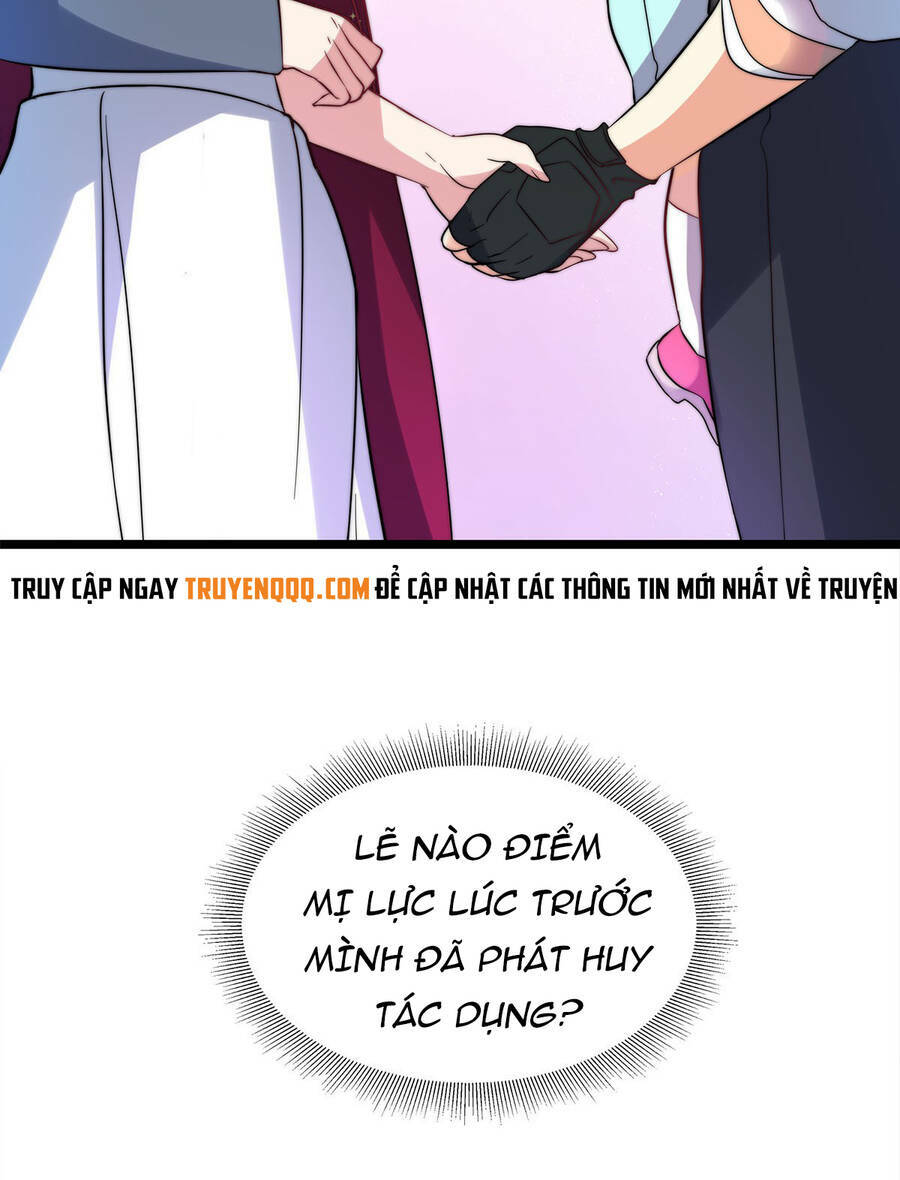 TRUY CẬP NGAY TRUYENQQQ.COM ĐỂ CẬP NHẬT CÁC THÔNG TIN MỚI NHẤT VỀ TRUYỆN
LẼ NÀO ĐIỂM
MỊ LỰC LÚC TRƯỚC
MÌNH ĐÃ PHÁT HUY
TÁC DỤNG?